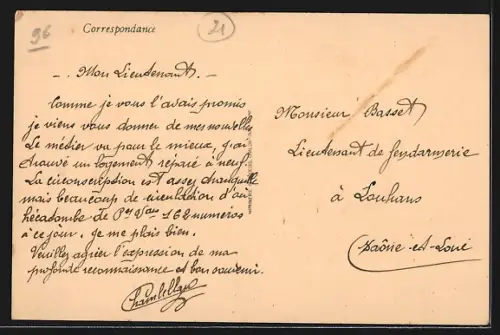 96
21
Correspondance
-. Mon Lieutenant. -
Comme je vous l'avais promis
je viens vous donner de mes nouvelles
Le métier va pour le mieux, j'ai
trouvé un logement réparé à neuf.
La circonscription est assez tranquille
mais beaucoup de circulation d'où
hécatombe de Pr 162 numéros
à ce jour. Je me plais bien.
Veuillez agréer l'expression de ma
profonde reconnaissance et bon souvenir.
Monsieur Basset
Lieutenant de Gendarmerie
à Louhans
(Saône-et-Loire